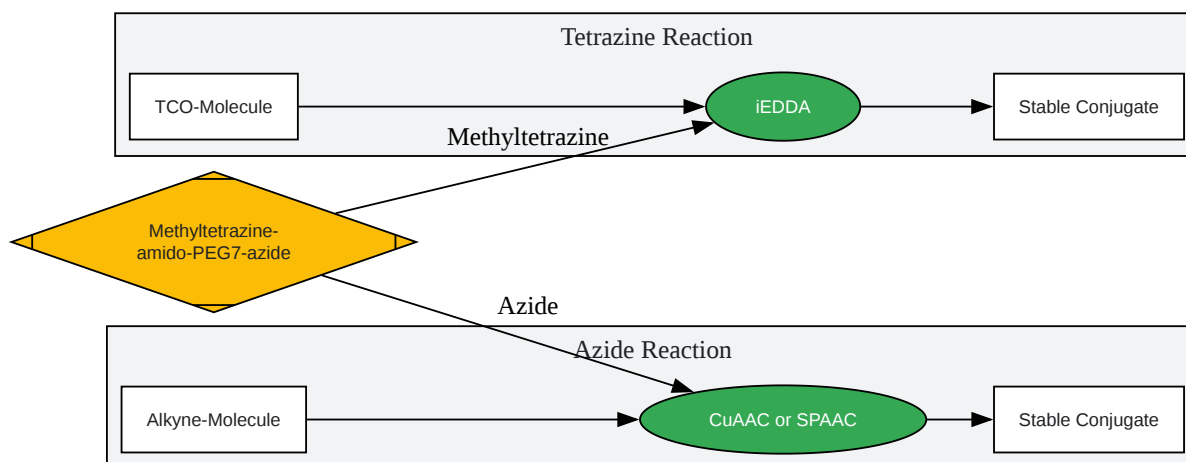 Tetrazine Reaction
TCO-Molecule
iEDDA
Stable Conjugate
Methyltetrazine
Methyltetrazine-
amido-PEG7-azide
Azide
Azide Reaction
Alkyne-Molecule
CuAAC or SPAAC
Stable Conjugate